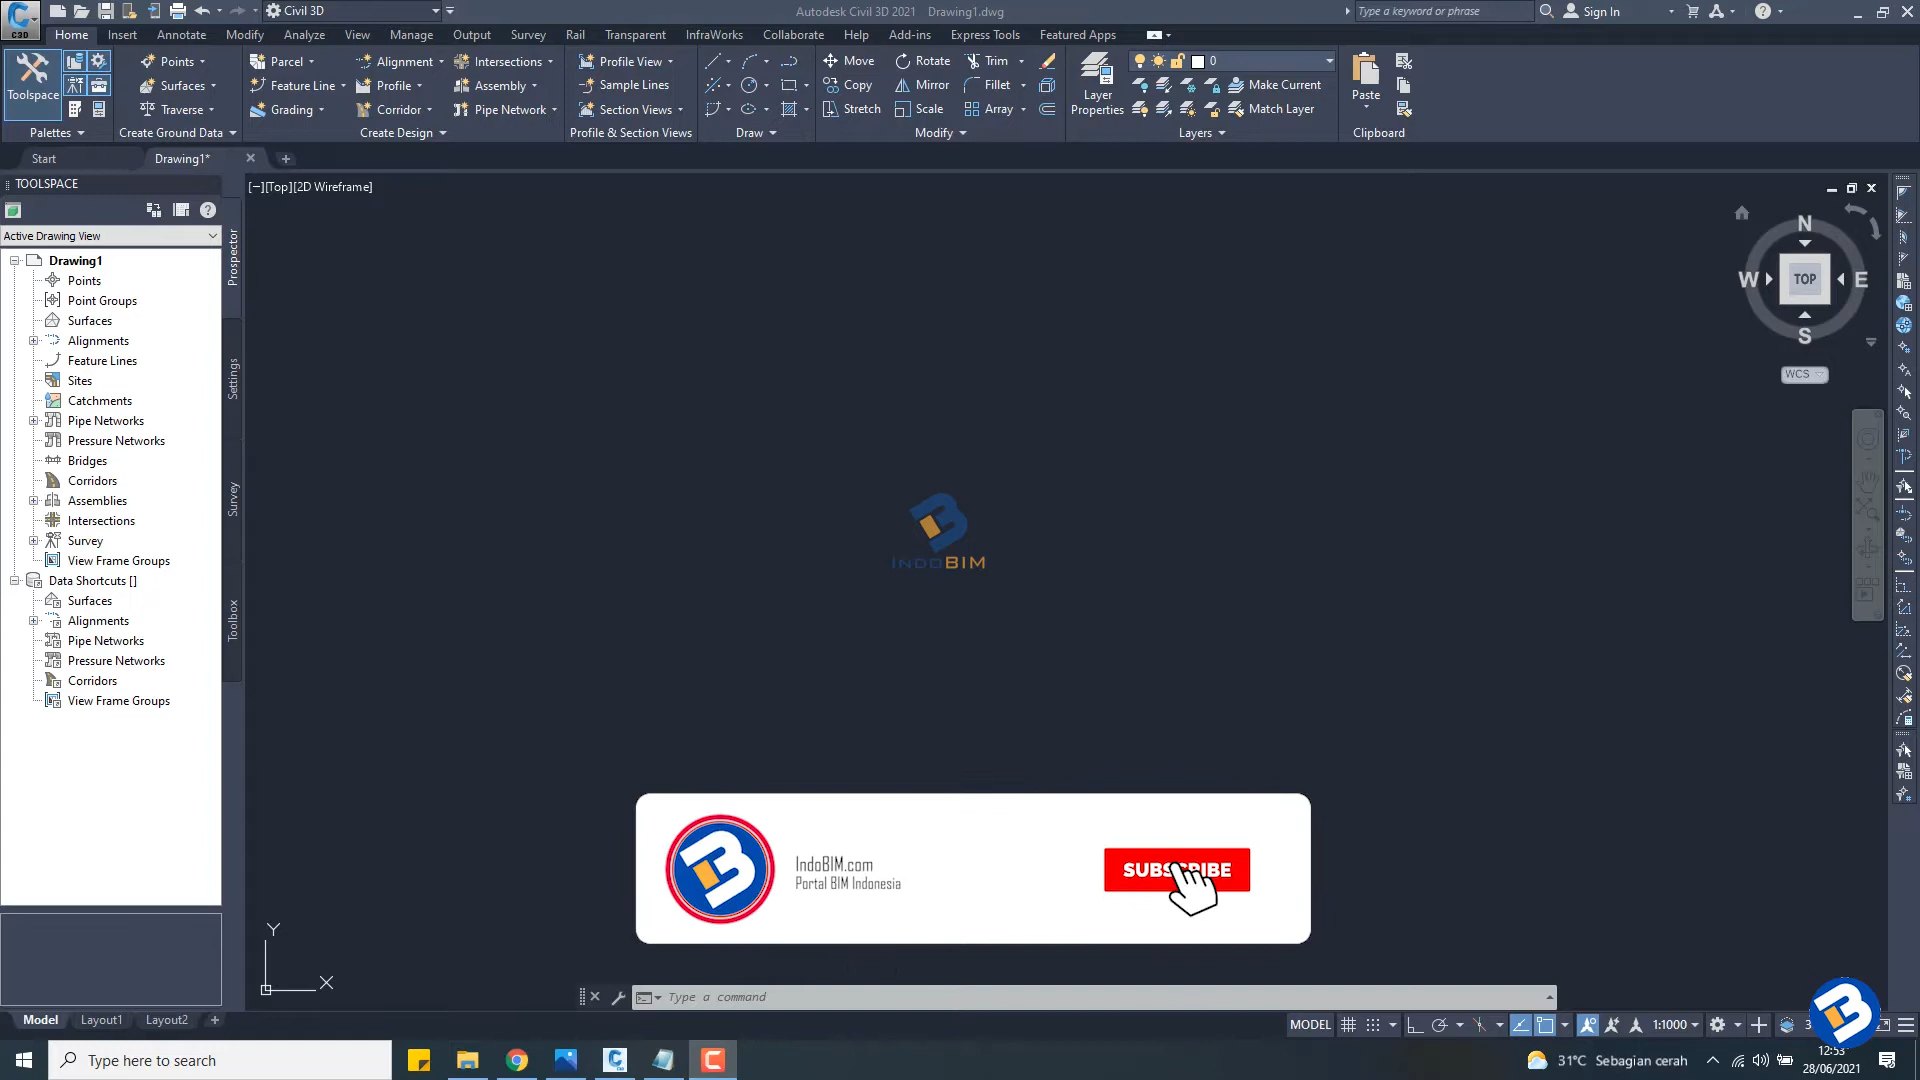 C3D
Civil 3D
Autodesk Civil 3D 2021 Drawing1.dwg
Type a keyword or phrase
Sign In
Home Insert Annotate Modify Analyze View Manage Output Survey Rail Transparent InfraWorks Collaborate Help Add-ins Express Tools Featured Apps
Toolspace
Palettes
Points
Surfaces
Traverse
Create Ground Data
Parcel
Feature Line
Grading
Alignment
Profile
Corridor
Intersections
Assembly
Pipe Network
Create Design
Profile View
Sample Lines
Section Views
Profile & Section Views
Draw
Move
Copy
Stretch
Rotate
Mirror
Scale
Trim
Fillet
Array
Modify
Layer
Properties
0
Make Current
Match Layer
Layers
Paste
Clipboard
Start
Drawing1*
TOOLSPACE
Active Drawing View
Drawing1
Points
Point Groups
Surfaces
Alignments
Feature Lines
Sites
Catchments
Pipe Networks
Pressure Networks
Bridges
Corridors
Assemblies
Intersections
Survey
View Frame Groups
Data Shortcuts []
Surfaces
Alignments
Pipe Networks
Pressure Networks
Corridors
View Frame Groups
Prospector
Settings
Survey
Toolbox
[−][Top][2D Wireframe]
N
W TOP E
S
WCS
INDOBIM
IndoBIM.com
Portal BIM Indonesia
SUBSCRIBE
Y
X
Type a command
Model Layout1 Layout2
MODEL
1:1000
Type here to search
31°C Sebagian cerah
12:53
28/06/2021